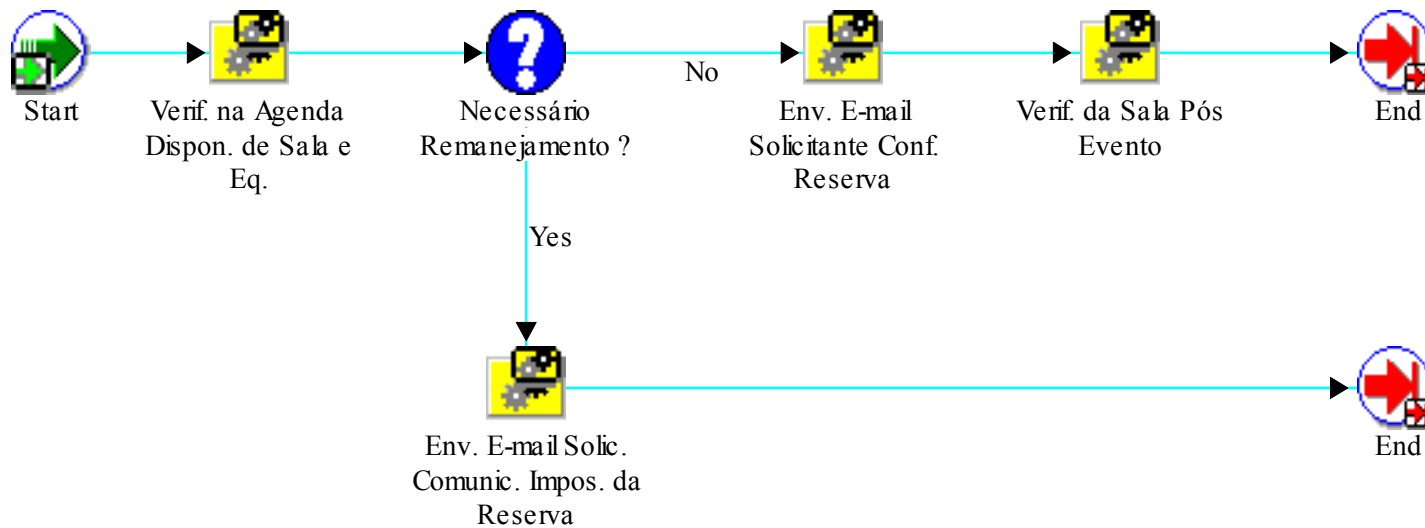 Start
Verif. na Agenda
Dispon. de Sala e
Eq.
Necessário
Remanejamento ?
No
Env. E-mail
Solicitante Conf.
Reserva
Verif. da Sala Pós
Evento
End
Yes
Env. E-mail Solic.
Comunic. Impos. da
Reserva
End